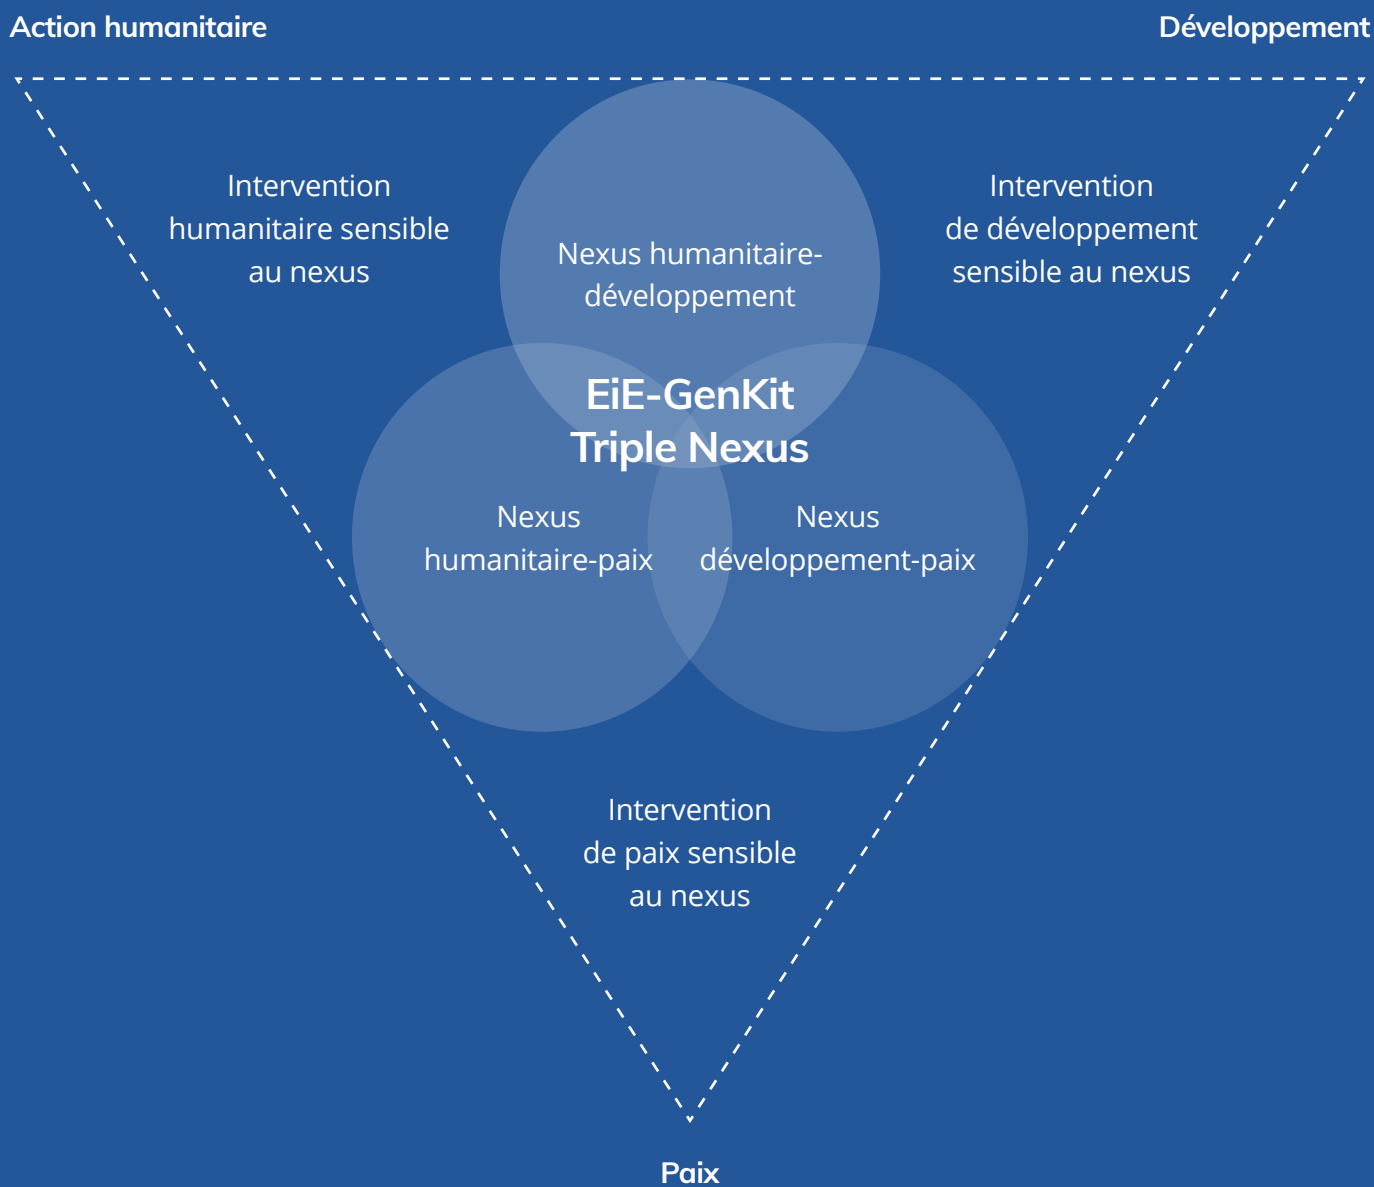 Action humanitaire
Développement
Intervention
humanitaire sensible
au nexus
Intervention
de développement
sensible au nexus
Nexus humanitaire-
développement
EiE-GenKit
Triple Nexus
Nexus
humanitaire-paix
Nexus
développement-paix
Intervention
de paix sensible
au nexus
Paix